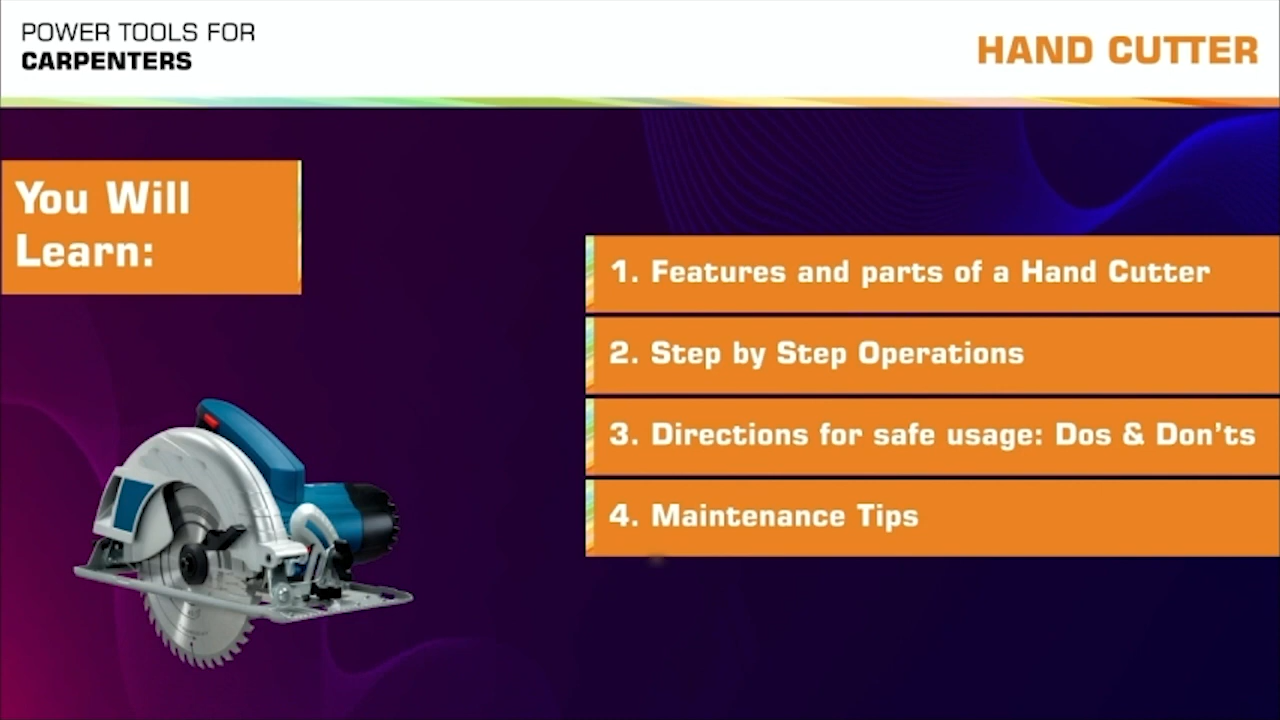 POWER TOOLS FOR
CARPENTERS
HAND CUTTER
You Will
Learn:
1. Features and parts of a Hand Cutter
2. Step by Step Operations
3. Directions for safe usage: Dos & Don'ts
4. Maintenance Tips